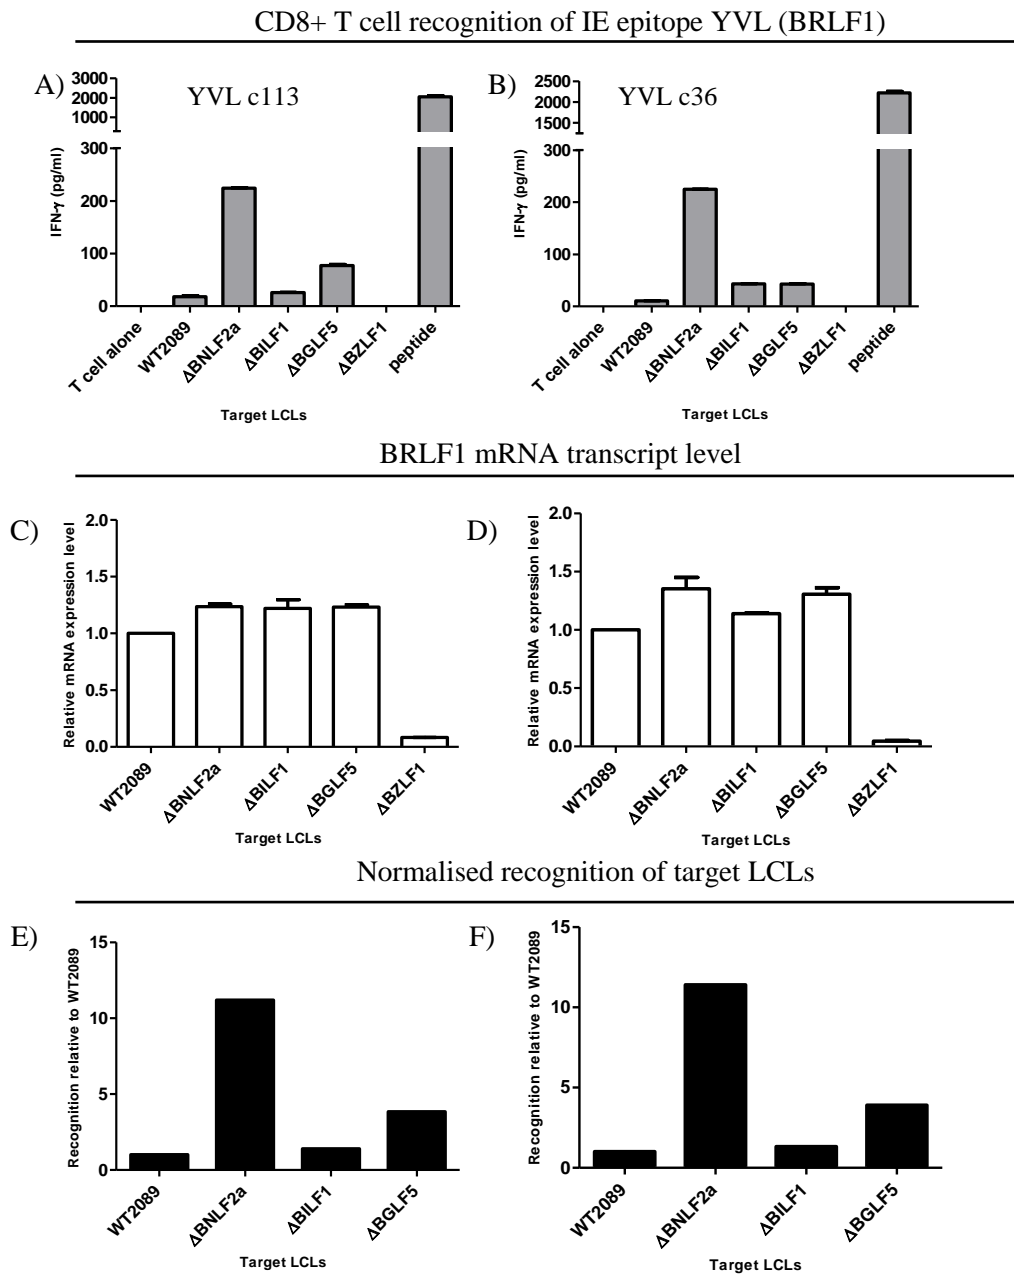 CD8+ T cell recognition of IE epitope YVL (BRLF1)
A)
YVL c113
IFN-γ (pg/ml)
3000
2000
1000
300
200
100
0
T cell alone
WT2089
ΔBNLF2a
ΔBILF1
ΔBGLF5
ΔBZLF1
peptide
Target LCLs
B)
YVL c36
IFN-γ (pg/ml)
2500
2000
1500
300
200
100
0
T cell alone
WT2089
ΔBNLF2a
ΔBILF1
ΔBGLF5
ΔBZLF1
peptide
Target LCLs
BRLF1 mRNA transcript level
C)
Relative mRNA expression level
2.0
1.5
1.0
0.5
0.0
WT2089
ΔBNLF2a
ΔBILF1
ΔBGLF5
ΔBZLF1
Target LCLs
D)
Relative mRNA expression level
2.0
1.5
1.0
0.5
0.0
WT2089
ΔBNLF2a
ΔBILF1
ΔBGLF5
ΔBZLF1
Target LCLs
Normalised recognition of target LCLs
E)
Recognition relative to WT2089
15
10
5
0
WT2089
ΔBNLF2a
ΔBILF1
ΔBGLF5
Target LCLs
F)
Recognition relative to WT2089
15
10
5
0
WT2089
ΔBNLF2a
ΔBILF1
ΔBGLF5
Target LCLs